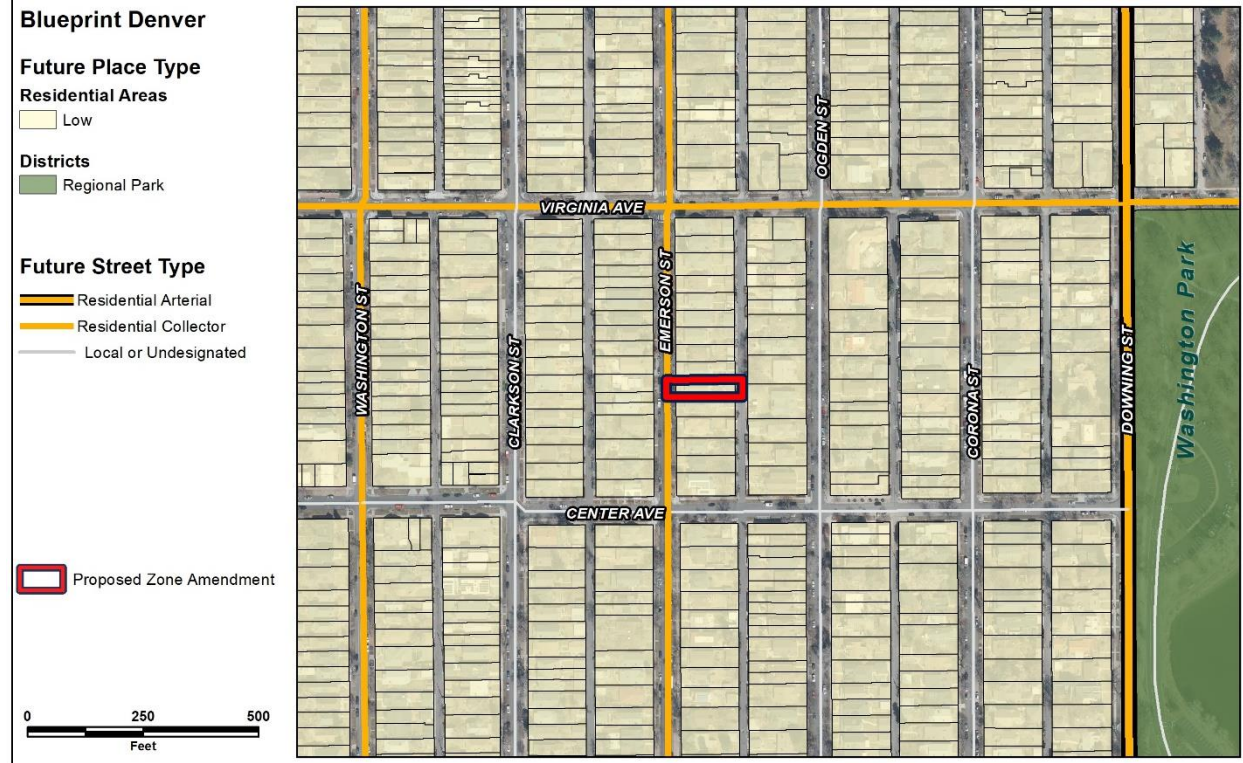 Blueprint Denver
Future Place Type
Residential Areas
Low
Districts
Regional Park
Future Street Type
Residential Arterial
Residential Collector
Local or Undesignated
Proposed Zone Amendment
0 250 500
Feet
OGDEN ST
VIRGINIA AVE
WASHINGTON ST
CLARKSON ST
EMERSON ST
CORONA ST
DOWNING ST
Washington Park
CENTER AVE